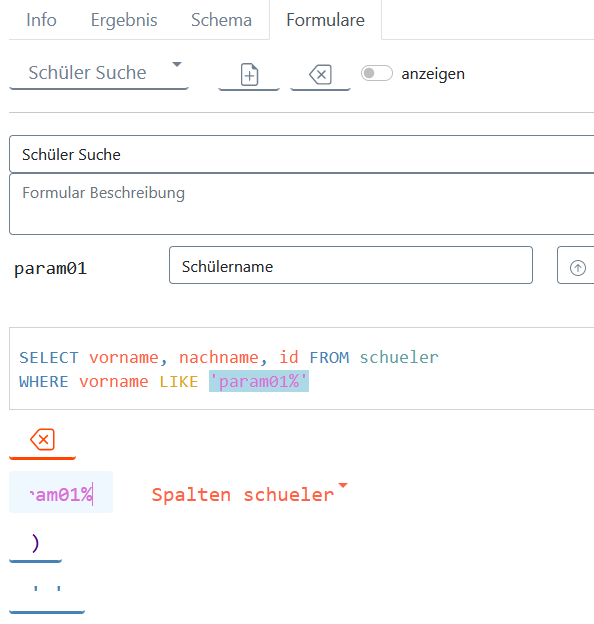 Info Ergebnis Schema Formulare
Schüler Suche anzeigen
Schüler Suche
Formular Beschreibung
param01 Schülername
SELECT vorname, nachname, id FROM schueler
WHERE vorname LIKE 'param01%'
ram01% Spalten schueler
)
' '